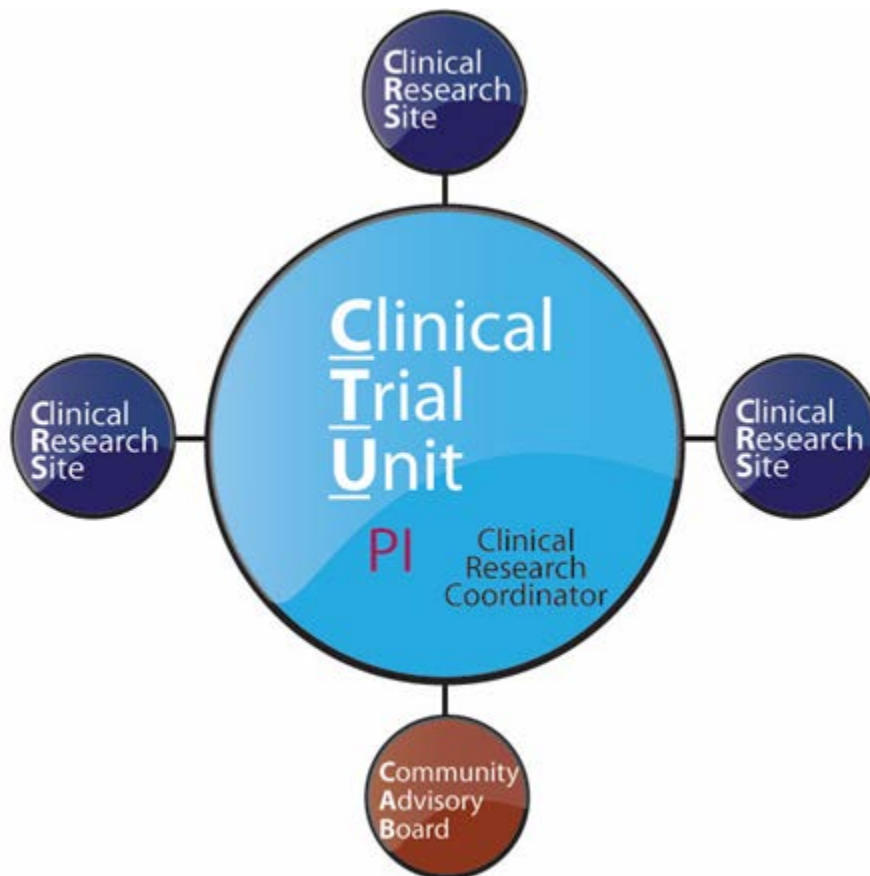 Clinical
Research
Site
Clinical
Trial
Unit
PI
Clinical
Research
Coordinator
Clinical
Research
Site
Clinical
Research
Site
Community
Advisory
Board